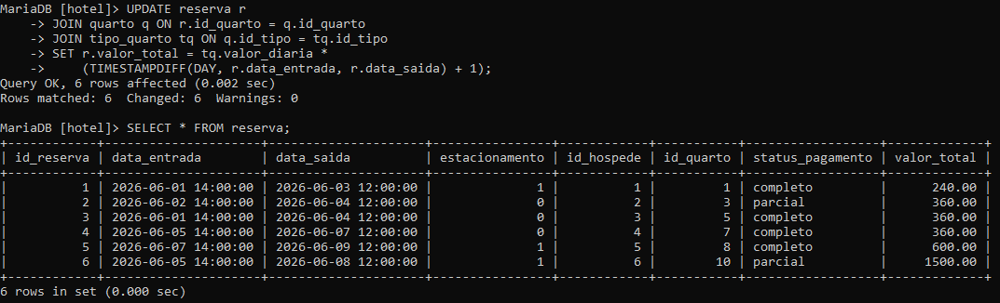 MariaDB [hotel]> UPDATE reserva r
    -> JOIN quarto q ON r.id_quarto = q.id_quarto
    -> JOIN tipo_quarto tq ON q.id_tipo = tq.id_tipo
    -> SET r.valor_total = tq.valor_diaria *
    ->     (TIMESTAMPDIFF(DAY, r.data_entrada, r.data_saida) + 1);
Query OK, 6 rows affected (0.002 sec)
Rows matched: 6  Changed: 6  Warnings: 0

MariaDB [hotel]> SELECT * FROM reserva;
+------------+---------------------+---------------------+----------------+------------+-----------+------------------+-------------+
| id_reserva | data_entrada        | data_saida          | estacionamento | id_hospede | id_quarto | status_pagamento | valor_total |
+------------+---------------------+---------------------+----------------+------------+-----------+------------------+-------------+
|          1 | 2026-06-01 14:00:00 | 2026-06-03 12:00:00 |              1 |          1 |         1 | completo         |      240.00 |
|          2 | 2026-06-02 14:00:00 | 2026-06-04 12:00:00 |              0 |          2 |         3 | parcial          |      360.00 |
|          3 | 2026-06-01 14:00:00 | 2026-06-04 12:00:00 |              0 |          3 |         5 | completo         |      360.00 |
|          4 | 2026-06-05 14:00:00 | 2026-06-07 12:00:00 |              0 |          4 |         7 | completo         |      360.00 |
|          5 | 2026-06-07 14:00:00 | 2026-06-09 12:00:00 |              1 |          5 |         8 | completo         |      600.00 |
|          6 | 2026-06-05 14:00:00 | 2026-06-08 12:00:00 |              1 |          6 |        10 | parcial          |     1500.00 |
+------------+---------------------+---------------------+----------------+------------+-----------+------------------+-------------+
6 rows in set (0.000 sec)